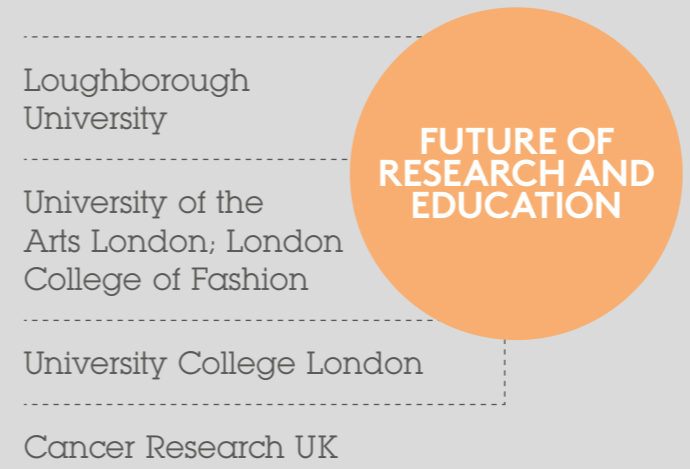 Loughborough
University
University of the
Arts London; London
College of Fashion
University College London
Cancer Research UK
FUTURE OF
RESEARCH AND
EDUCATION